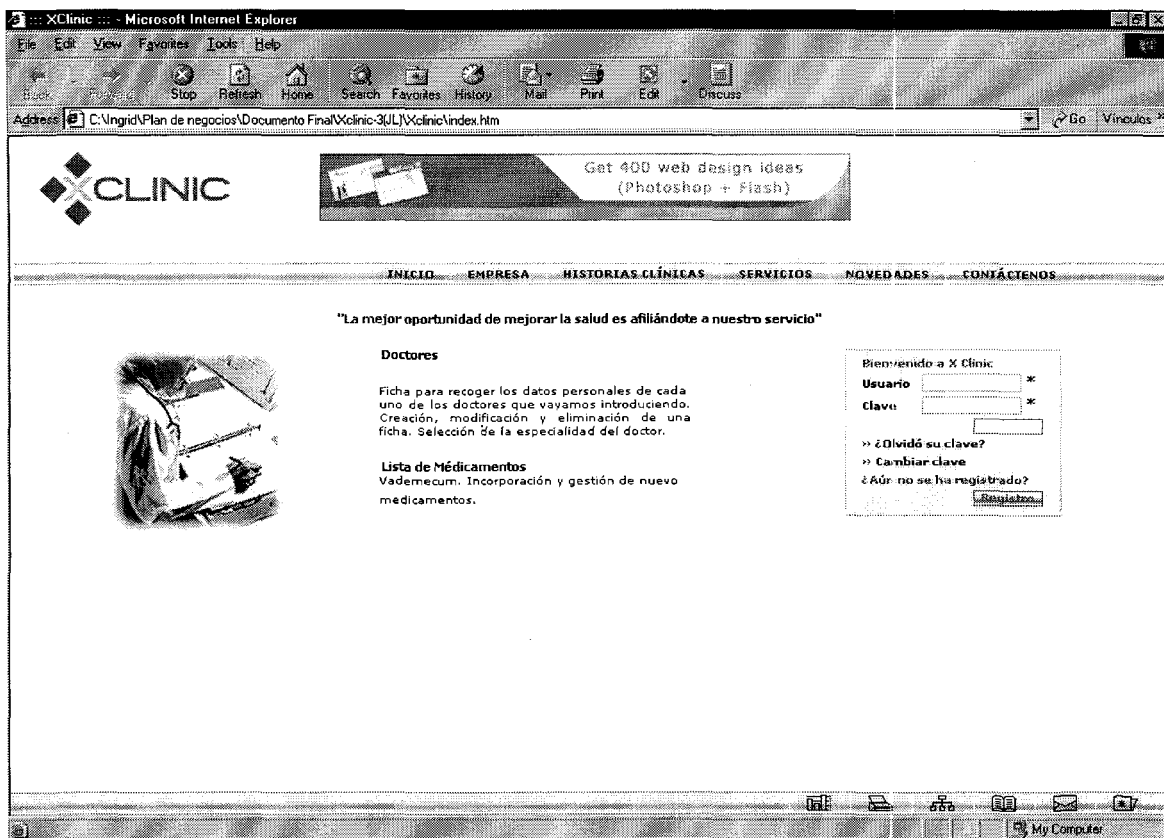 ::: XClinic ::: - Microsoft Internet Explorer
File Edit View Favorites Tools Help
Back Forward Stop Refresh Home Search Favorites History Mail Print Edit Discuss
Address C:\Ingrid\Plan de negocios\Documento Final\Xclinic-3(JL)\Xclinic\index.htm Go Vínculos »
XCLINIC
Get 400 web design ideas
(Photoshop + Flash)
INICIO EMPRESA HISTORIAS CLÍNICAS SERVICIOS NOVEDADES CONTÁCTENOS
"La mejor oportunidad de mejorar la salud es afiliándote a nuestro servicio"
Doctores
Ficha para recoger los datos personales de cada
uno de los doctores que vayamos introduciendo.
Creación, modificación y eliminación de una
ficha. Selección de la especialidad del doctor.
Lista de Médicamentos
Vademecum. Incorporación y gestión de nuevo
medicamentos.
Bienvenido a X Clinic
Usuario *
Clave *
» ¿Olvidó su clave?
» Cambiar clave
¿Aún no se ha registrado?
Registro
My Computer